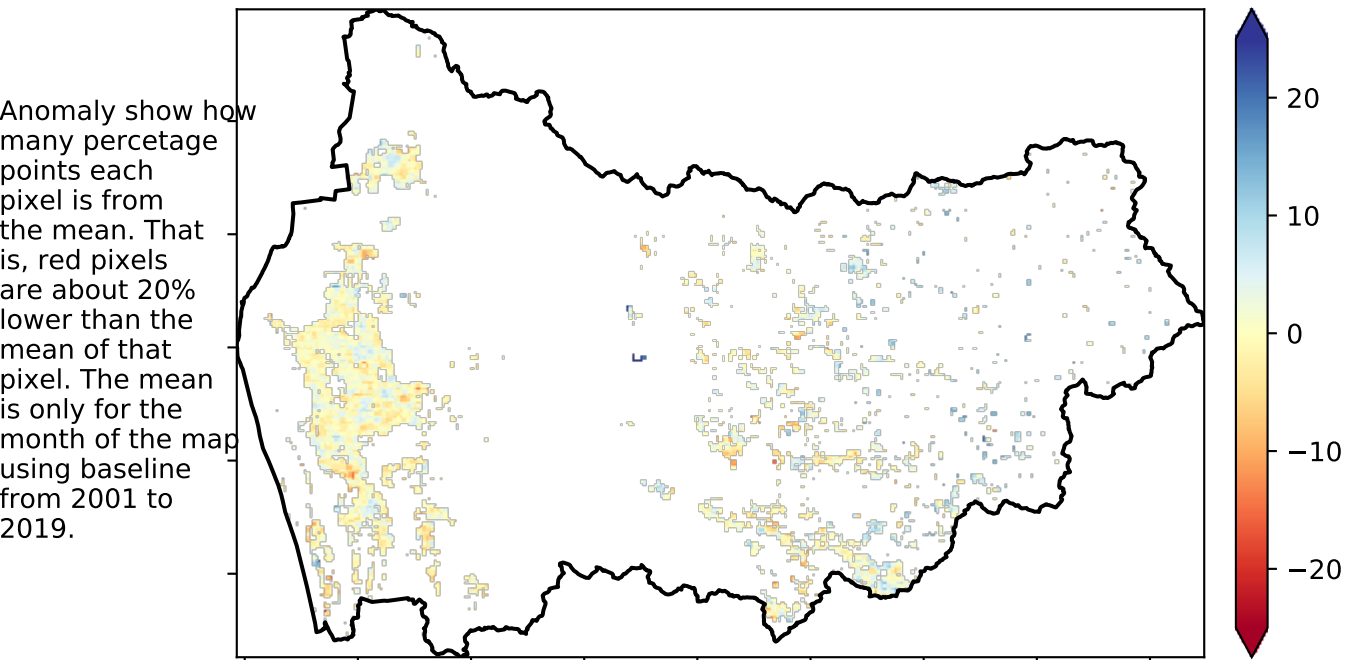 Anomaly show how
many percetage
points each
pixel is from
the mean. That
is, red pixels
are about 20%
lower than the
mean of that
pixel. The mean
is only for the
month of the map
using baseline
from 2001 to
2019.
20
10
0
−10
−20